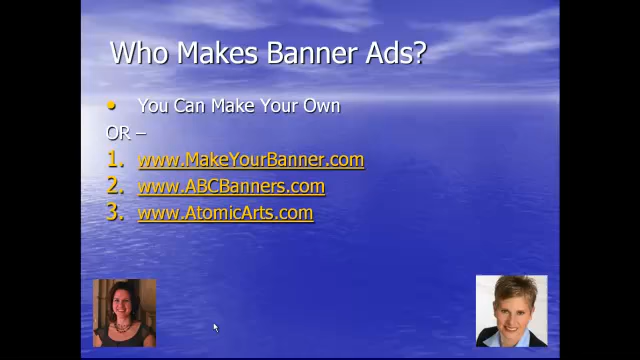 Who Makes Banner Ads?
• You Can Make Your Own
OR –
1. www.MakeYourBanner.com
2. www.ABCBanners.com
3. www.AtomicArts.com